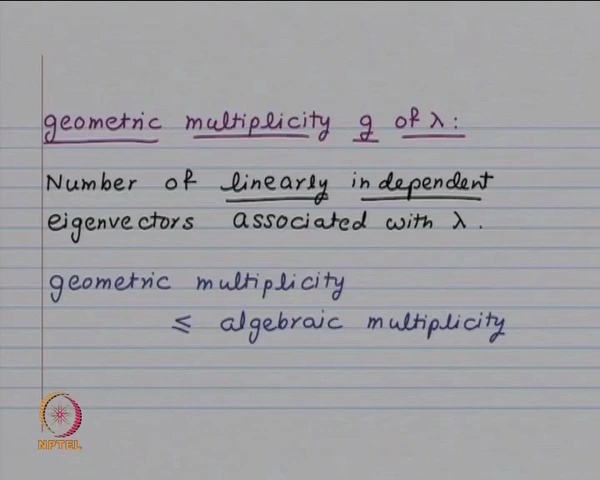 geometric multiplicity g of λ:
Number of linearly independent
eigenvectors associated with λ.
geometric multiplicity
≤ algebraic multiplicity
NPTEL